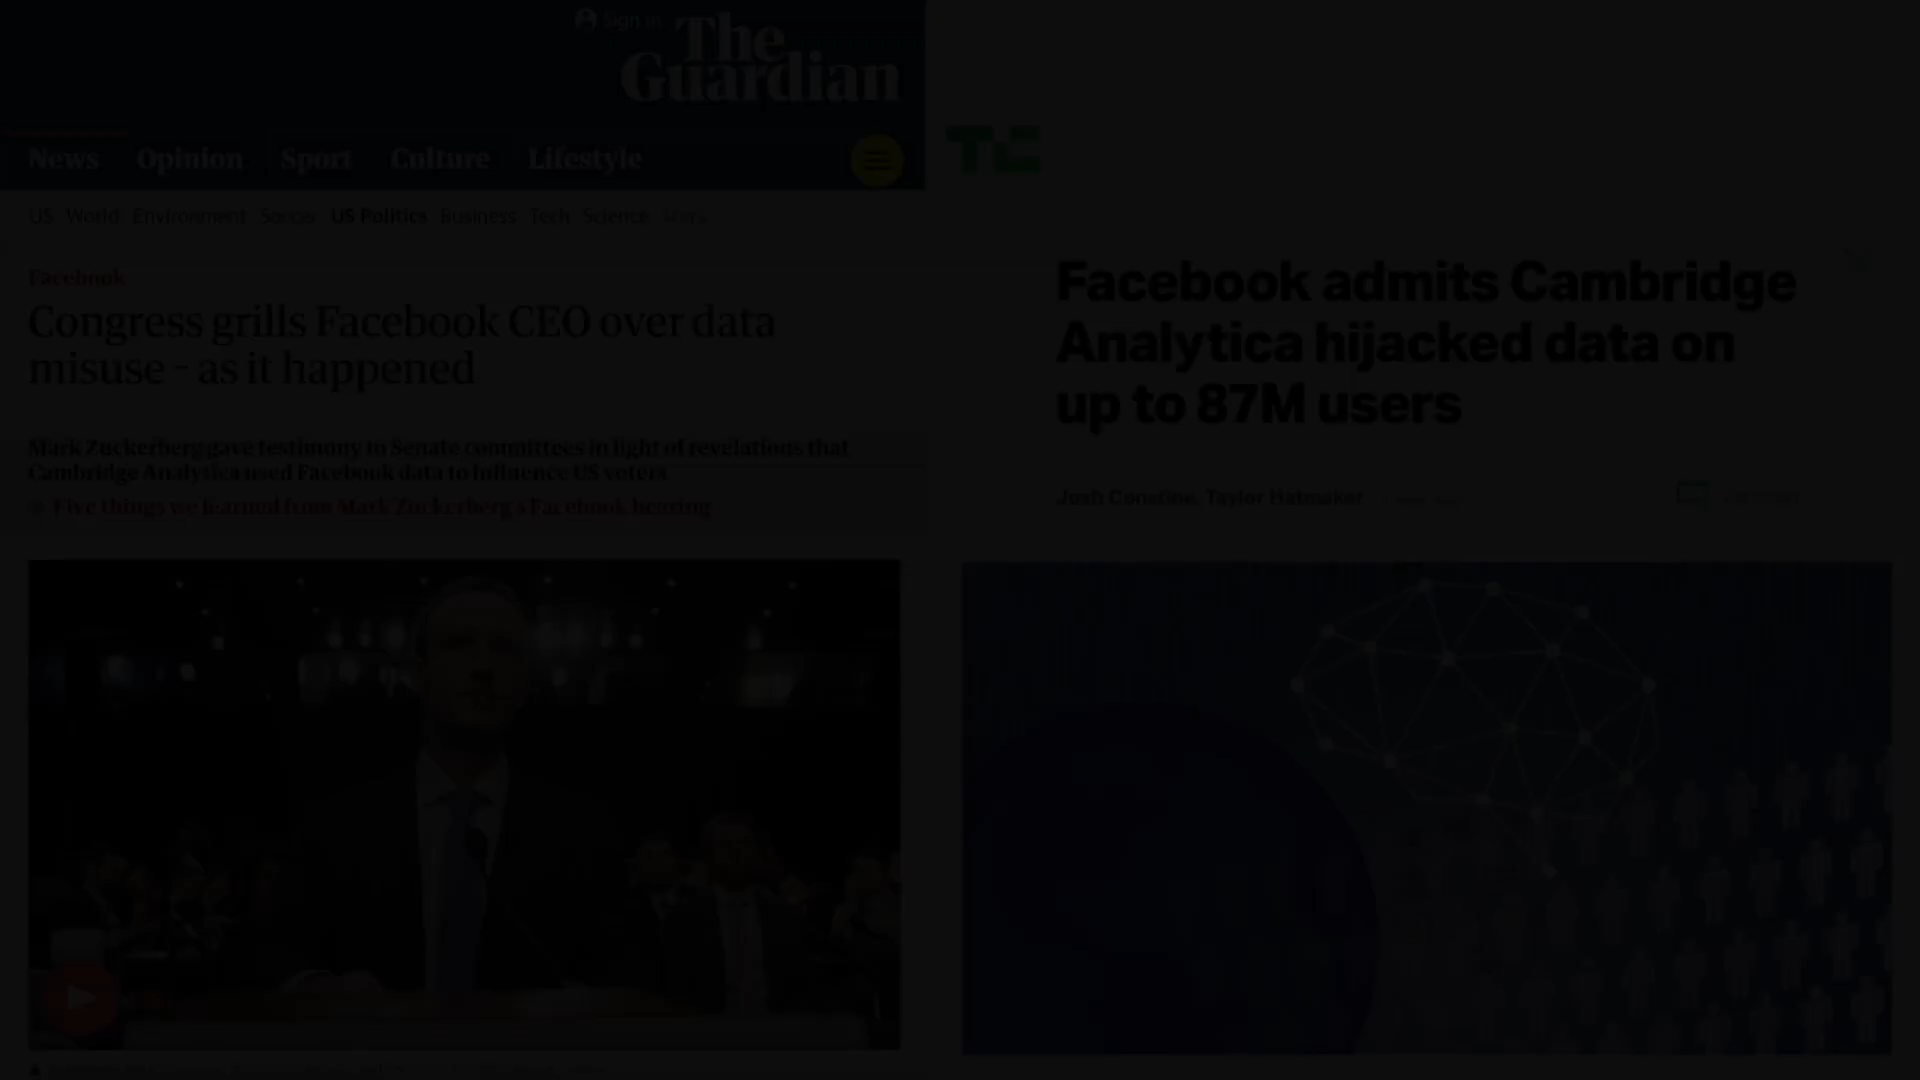 Sign in
The
Guardian
News Opinion Sport Culture Lifestyle
US World Environment Soccer US Politics Business Tech Science
Facebook
Congress grills Facebook CEO over data
misuse - as it happened
Mark Zuckerberg gave testimony to Senate committees in light of revelations that
Cambridge Analytica used Facebook data to influence US voters
Five things we learned from Mark Zuckerberg's Facebook hearing
TC
Facebook admits Cambridge
Analytica hijacked data on
up to 87M users
Josh Constine, Taylor Hatmaker